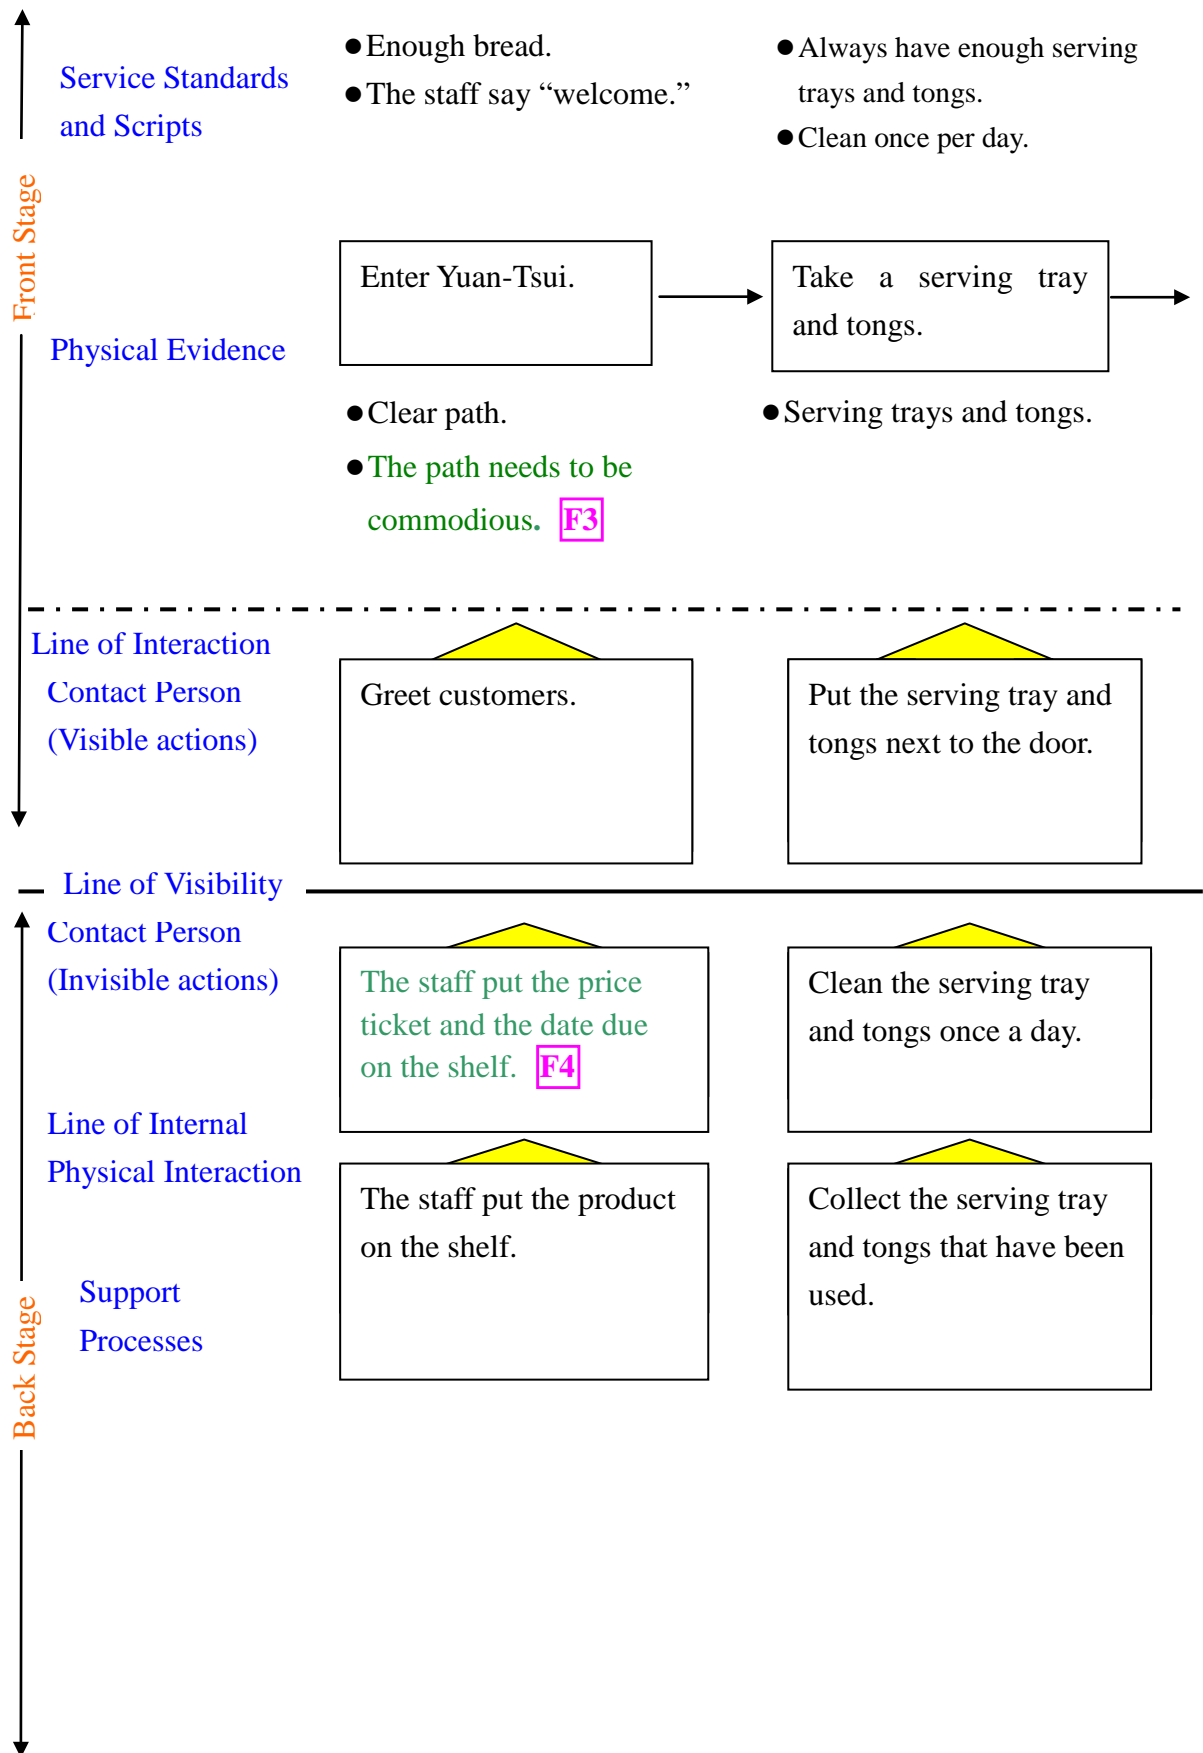 Service Standards
and Scripts
● Enough bread.
● The staff say “welcome.”
● Always have enough serving
trays and tongs.
● Clean once per day.
Front Stage
Physical Evidence
Enter Yuan-Tsui.
Take a serving tray
and tongs.
● Clear path.
● The path needs to be
commodious. F3
● Serving trays and tongs.
Line of Interaction
Contact Person
(Visible actions)
Greet customers.
Put the serving tray and
tongs next to the door.
Line of Visibility
Contact Person
(Invisible actions)
The staff put the price
ticket and the date due
on the shelf. F4
Clean the serving tray
and tongs once a day.
Line of Internal
Physical Interaction
The staff put the product
on the shelf.
Collect the serving tray
and tongs that have been
used.
Support
Processes
Back Stage